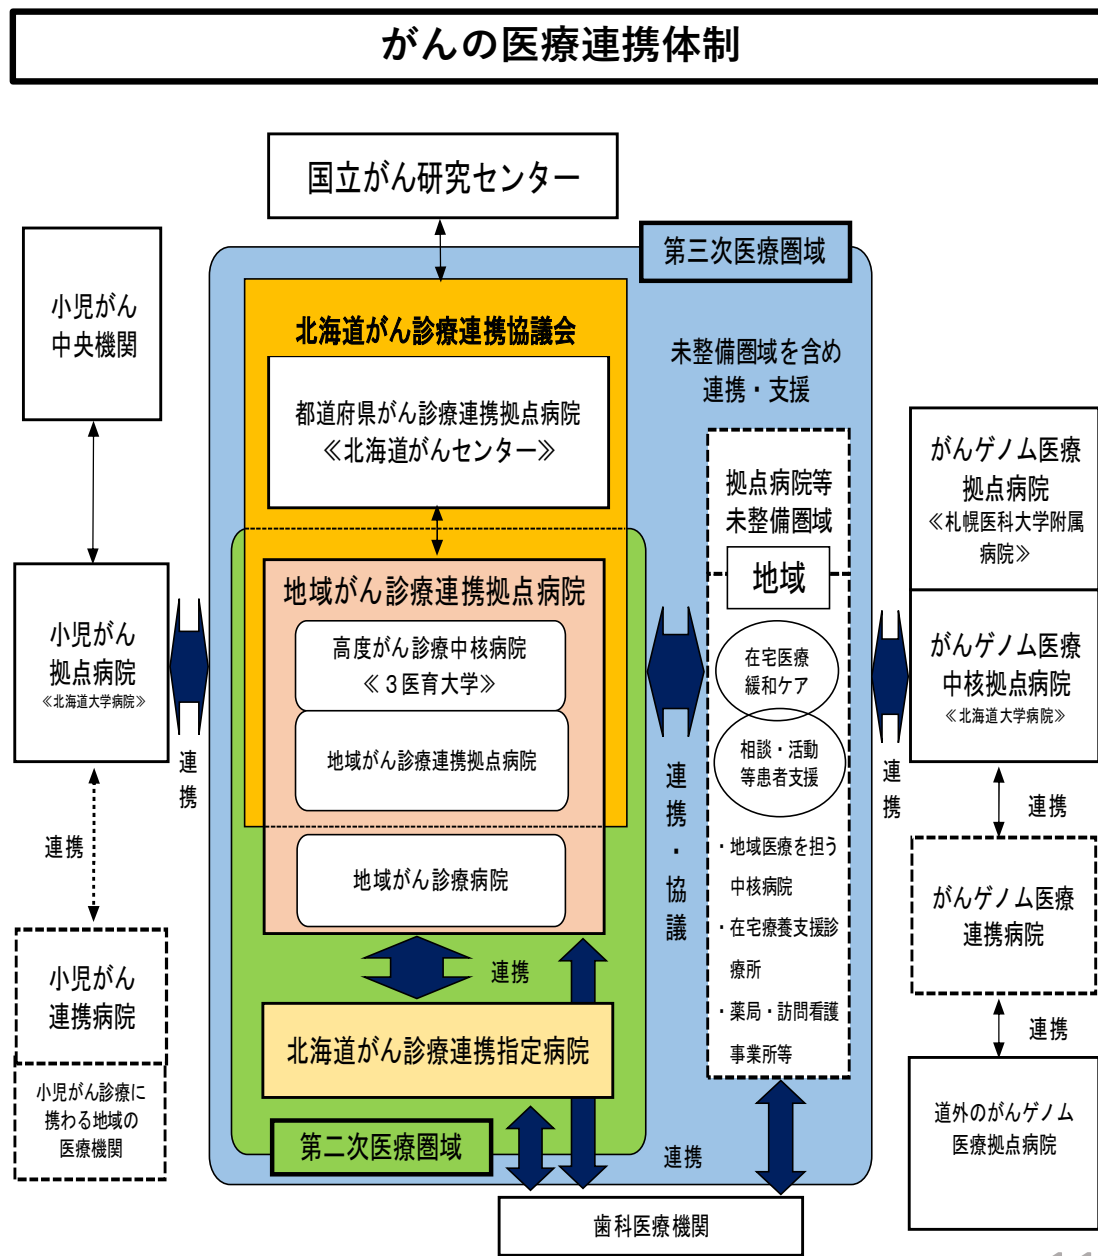 がんの医療連携体制
国立がん研究センター
第三次医療圏域
小児がん
中央機関
北海道がん診療連携協議会
未整備圏域を含め
連携・支援
都道府県がん診療連携拠点病院
≪北海道がんセンター≫
がんゲノム医療
拠点病院
≪札幌医科大学附属
病院≫
拠点病院等
未整備圏域
地域
地域がん診療連携拠点病院
小児がん
拠点病院
≪北海道大学病院≫
高度がん診療中核病院
≪３医育大学≫
在宅医療
緩和ケア
がんゲノム医療
中核拠点病院
≪北海道大学病院≫
地域がん診療連携拠点病院
相談・活動
等患者支援
連携
連携・協議
連携
連携
連携
・地域医療を担う
中核病院
・在宅療養支援診
療所
・薬局・訪問看護
事業所等
地域がん診療病院
がんゲノム医療
連携病院
小児がん
連携病院
連携
北海道がん診療連携指定病院
連携
小児がん診療に
携わる地域の
医療機関
道外のがんゲノム
医療拠点病院
第二次医療圏域
連携
歯科医療機関